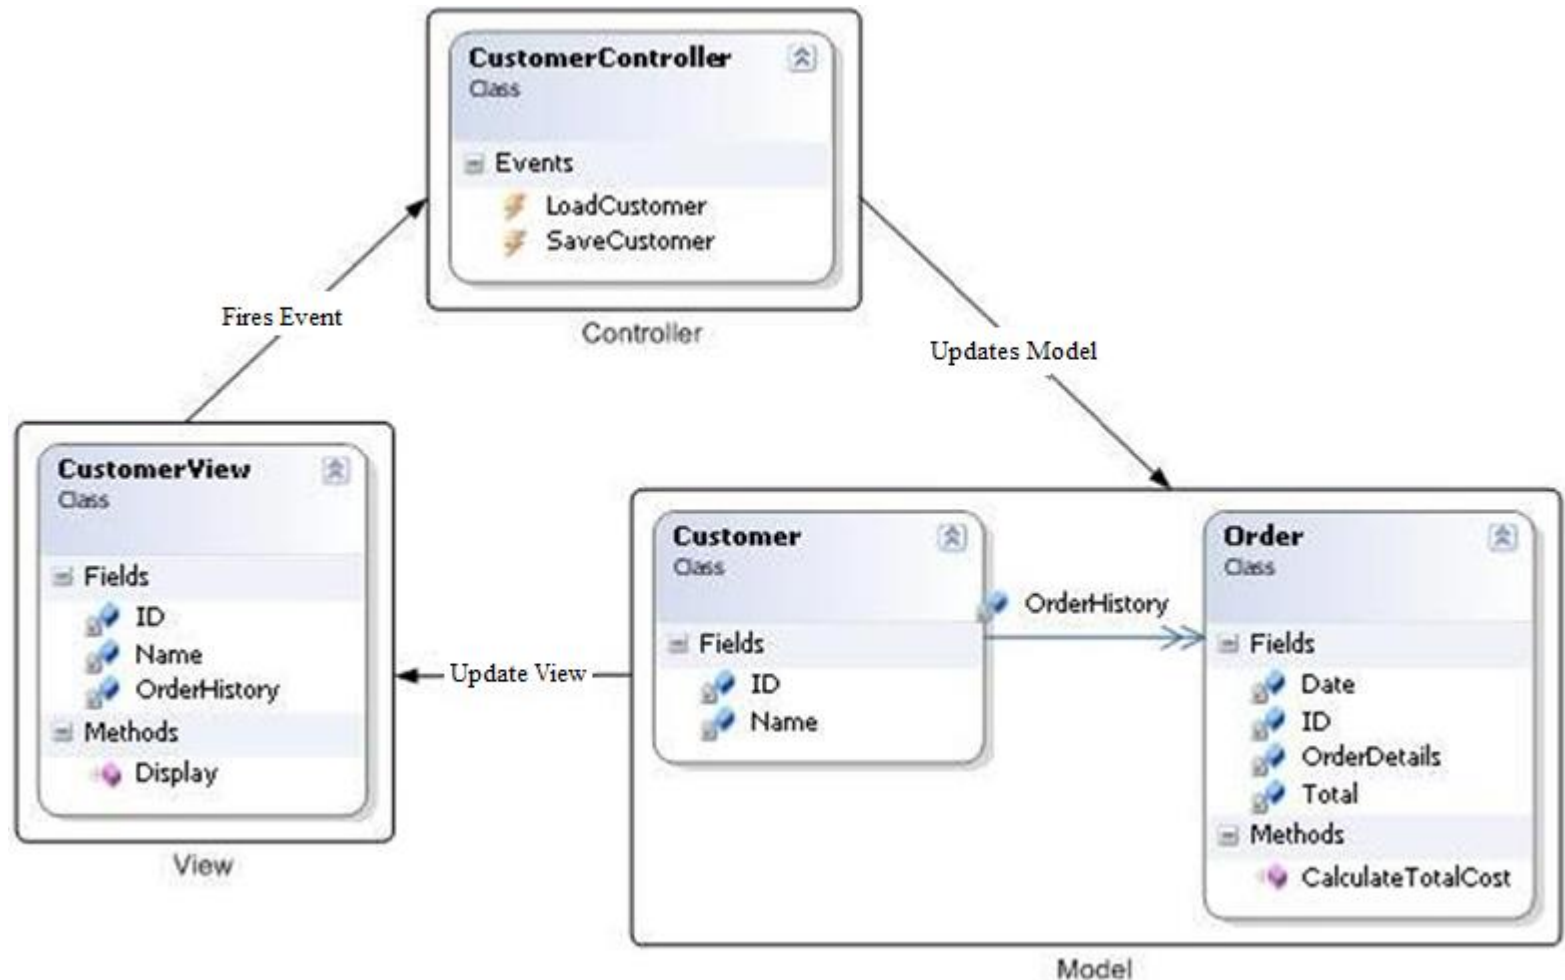 CustomerController
Class
Events
LoadCustomer
SaveCustomer
Controller
Fires Event
Updates Model
CustomerView
Class
Fields
ID
Name
OrderHistory
Methods
Display
View
Update View
Customer
Class
Fields
ID
Name
OrderHistory
Order
Class
Fields
Date
ID
OrderDetails
Total
Methods
CalculateTotalCost
Model